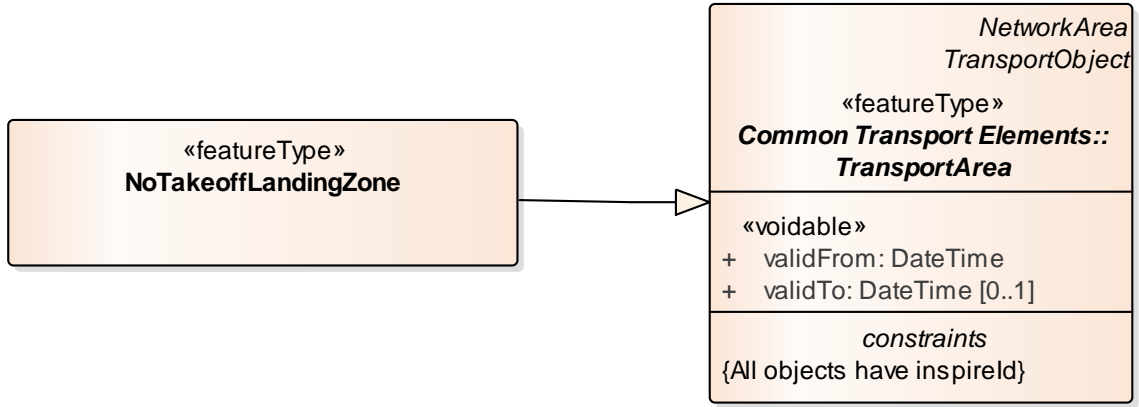 «featureType»
NoTakeoffLandingZone
NetworkArea
TransportObject
«featureType»
Common Transport Elements::
TransportArea
«voidable»
+ validFrom: DateTime
+ validTo: DateTime [0..1]
constraints
{All objects have inspireId}